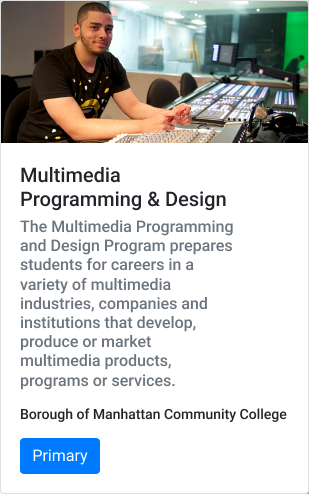 Multimedia
Programming & Design
The Multimedia Programming
and Design Program prepares
students for careers in a
variety of multimedia
industries, companies and
institutions that develop,
produce or market
multimedia products,
programs or services.
Borough of Manhattan Community College
Primary